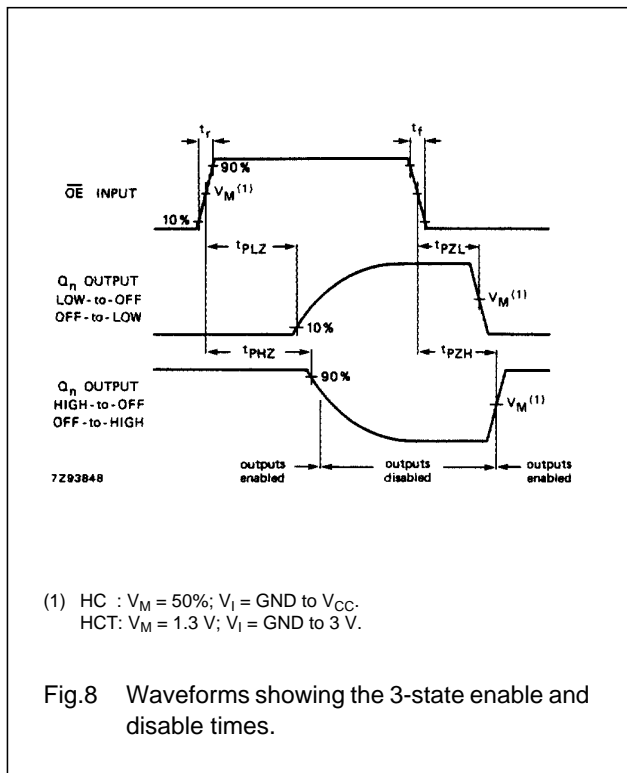 tr
tf
90%
OE INPUT
VM(1)
10%
tPLZ
tPZL
Qn OUTPUT
LOW-to-OFF
OFF-to-LOW
VM(1)
10%
tPHZ
tPZH
90%
Qn OUTPUT
HIGH-to-OFF
OFF-to-HIGH
VM(1)
outputs enabled
outputs disabled
outputs enabled
7Z93848
(1) HC : VM = 50%; VI = GND to VCC.
HCT: VM = 1.3 V; VI = GND to 3 V.
Fig.8 Waveforms showing the 3-state enable and
disable times.